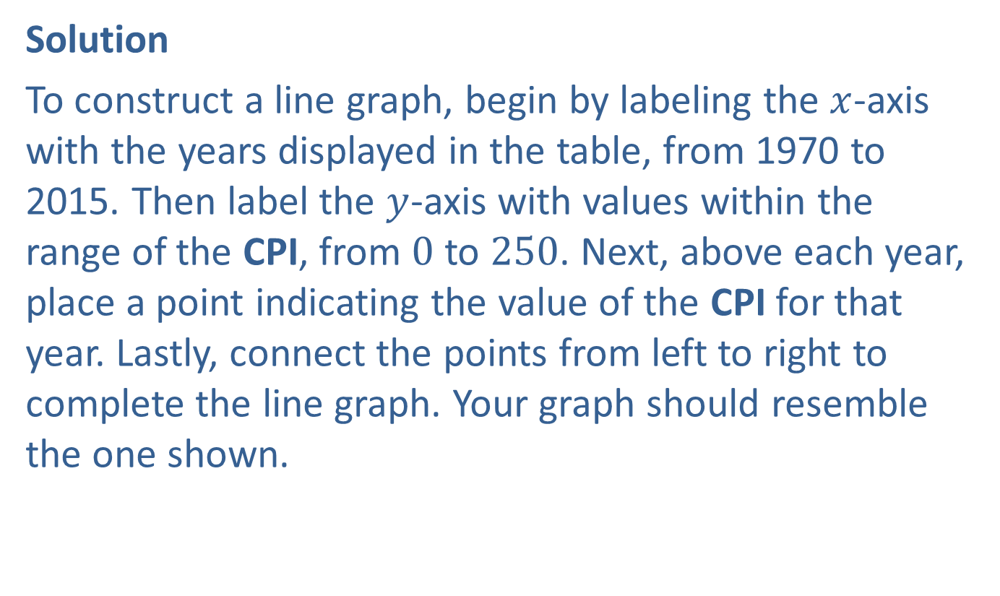 Solution
To construct a line graph, begin by labeling the x-axis
with the years displayed in the table, from 1970 to
2015. Then label the y-axis with values within the
range of the CPI, from 0 to 250. Next, above each year,
place a point indicating the value of the CPI for that
year. Lastly, connect the points from left to right to
complete the line graph. Your graph should resemble
the one shown.